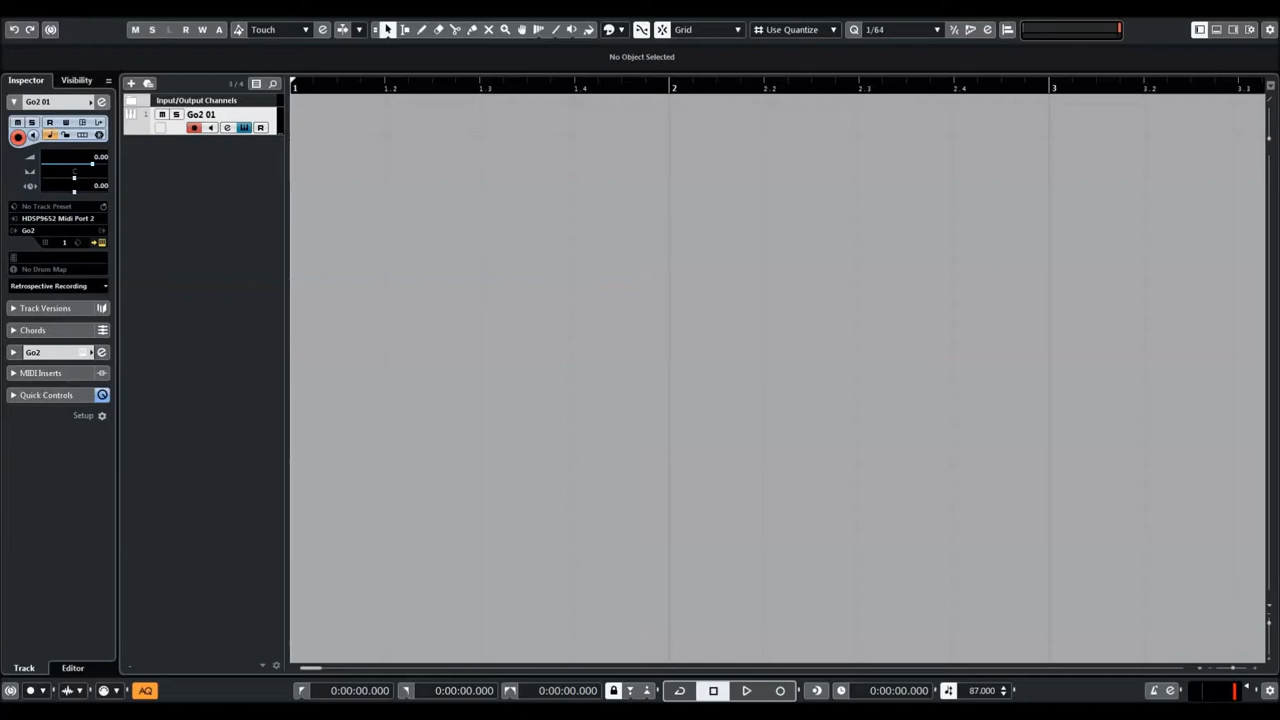 M S L R W A Touch Grid Use Quantize 1/64
No Object Selected
Inspector Visibility
1 / 4
1 1.2 1.3 1.4 2 2.2 2.3 2.4 3 3.2 3.3
Go2 01
Input/Output Channels
1 M S Go2 01
R
M S R W
0.00
C
0.00
No Track Preset
HDSP9652 Midi Port 2
Go2
1
No Drum Map
Retrospective Recording
Track Versions
Chords
Go2
MIDI Inserts
Quick Controls
Setup
Track Editor
AQ 0:00:00.000 0:00:00.000 0:00:00.000 0:00:00.000 87.000